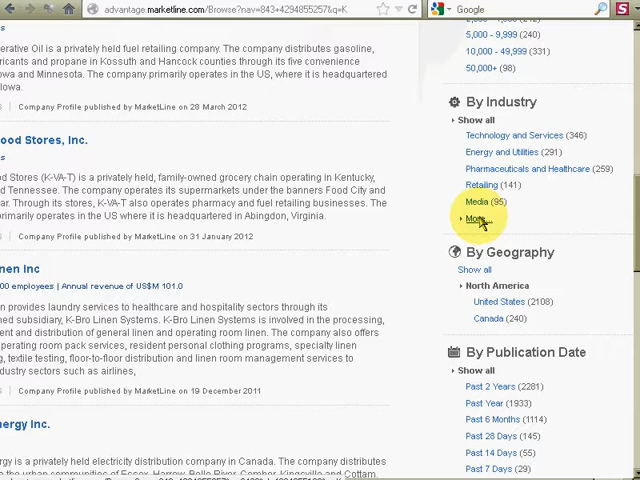 advantage.marketline.com/Browse?nav=843+4294855257&q=K
Google
erative Oil is a privately held fuel retailing company. The company distributes gasoline,
ricants and propane in Kossuth and Hancock counties through its five convenience
owa and Minnesota. The company primarily operates in the US, where it is headquartered
owa.
Company Profile published by MarketLine on 28 March 2012
ood Stores, Inc.
Stores (K-VA-T) is a privately held, family-owned grocery chain operating in Kentucky,
d Tennessee. The company operates its supermarkets under the banners Food City and
ar. Through its stores, K-VA-T also operates pharmacy and fuel retailing businesses. The
rimarily operates in the US, where it is headquartered in Abingdon, Virginia.
Company Profile published by MarketLine on 31 January 2012
nen Inc
00 employees | Annual revenue of US$M 101.0
n provides laundry services to healthcare and hospitality sectors through its
ned subsidiary, K-Bro Linen Systems. K-Bro Linen Systems is involved in the processing,
ent and distribution of general linen and operating room linen. The company also offers
operating room pack services, resident personal clothing programs, specialty linen
g, textile testing, floor-to-floor distribution and linen room management services to
dustry sectors such as airlines,
Company Profile published by MarketLine on 19 December 2011
nergy Inc.
ergy is a privately held electricity distribution company in Canada. The company distributes
5,000 - 9,999 (240)
10,000 - 49,999 (331)
50,000+ (98)
By Industry
Show all
Technology and Services (346)
Energy and Utilities (291)
Pharmaceuticals and Healthcare (259)
Retailing (141)
Media (95)
More...
By Geography
Show all
North America
United States (2108)
Canada (240)
By Publication Date
Show all
Past 2 Years (2281)
Past Year (1933)
Past 6 Months (1114)
Past 28 Days (145)
Past 14 Days (55)
Past 7 Days (29)